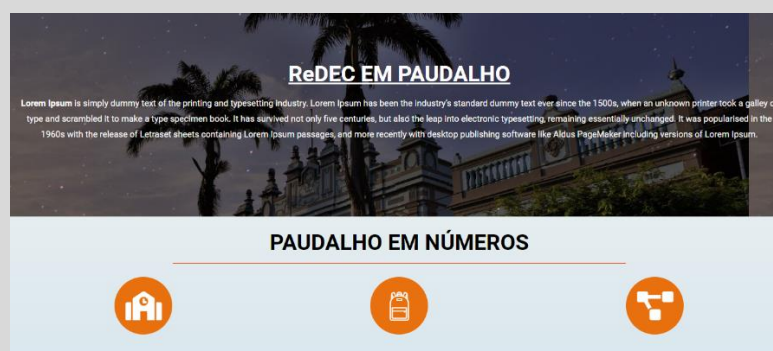 ReDEC EM PAUDALHO
Lorem Ipsum is simply dummy text of the printing and typesetting industry. Lorem Ipsum has been the industry's standard dummy text ever since the 1500s, when an unknown printer took a galley
type and scrambled it to make a type specimen book. It has survived not only five centuries, but also the leap into electronic typesetting, remaining essentially unchanged. It was popularised in the
1960s with the release of Letraset sheets containing Lorem Ipsum passages, and more recently with desktop publishing software like Aldus PageMaker including versions of Lorem Ipsum.
PAUDALHO EM NÚMEROS